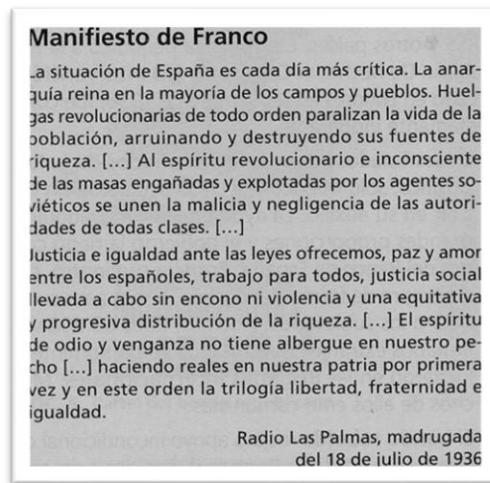 Manifiesto de Franco
La situación de España es cada día más crítica. La anar-
quía reina en la mayoría de los campos y pueblos. Huel-
gas revolucionarias de todo orden paralizan la vida de la
población, arruinando y destruyendo sus fuentes de
riqueza. [...] Al espíritu revolucionario e inconsciente
de las masas engañadas y explotadas por los agentes so-
viéticos se unen la malicia y negligencia de las autori-
dades de todas clases. [...]
Justicia e igualdad ante las leyes ofrecemos, paz y amor
entre los españoles, trabajo para todos, justicia social
llevada a cabo sin encono ni violencia y una equitativa
y progresiva distribución de la riqueza. [...] El espíritu
de odio y venganza no tiene albergue en nuestro pe-
cho [...] haciendo reales en nuestra patria por primera
vez y en este orden la trilogía libertad, fraternidad e
igualdad.
Radio Las Palmas, madrugada
del 18 de julio de 1936